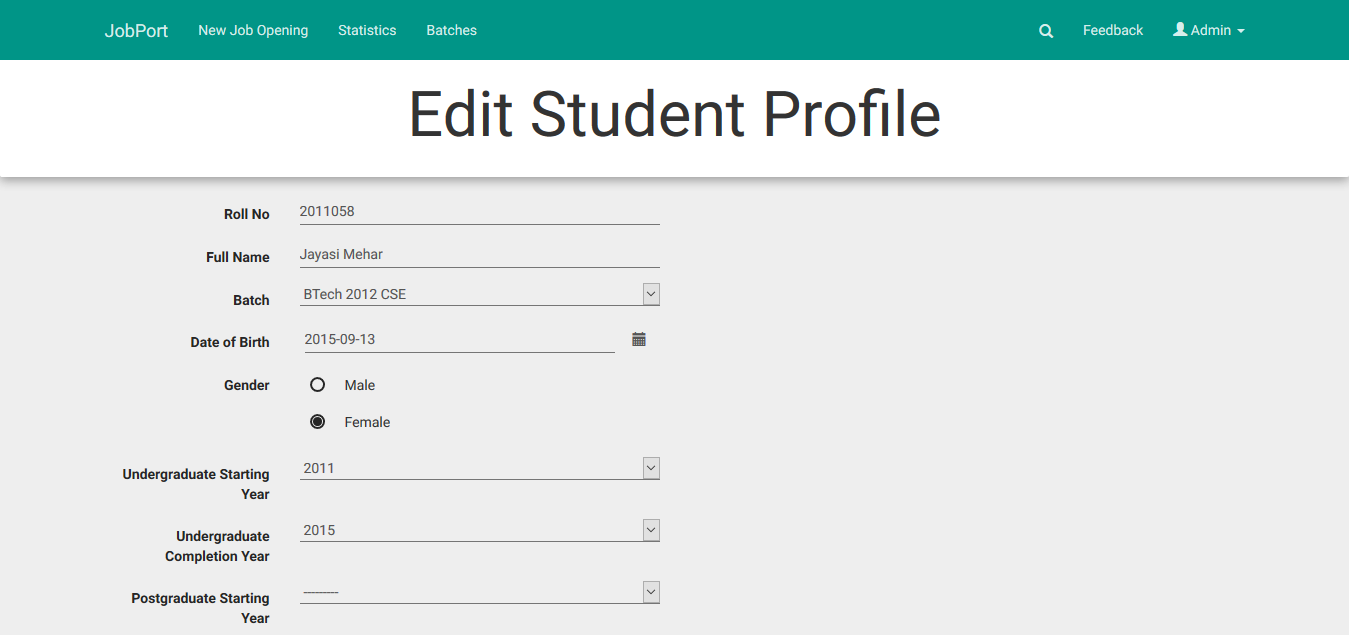 JobPort New Job Opening Statistics Batches Feedback Admin
Edit Student Profile
Roll No 2011058
Full Name Jayasi Mehar
Batch BTech 2012 CSE
Date of Birth 2015-09-13
Gender Male
Female
Undergraduate Starting 2011
Year
Undergraduate 2015
Completion Year
Postgraduate Starting ---------
Year